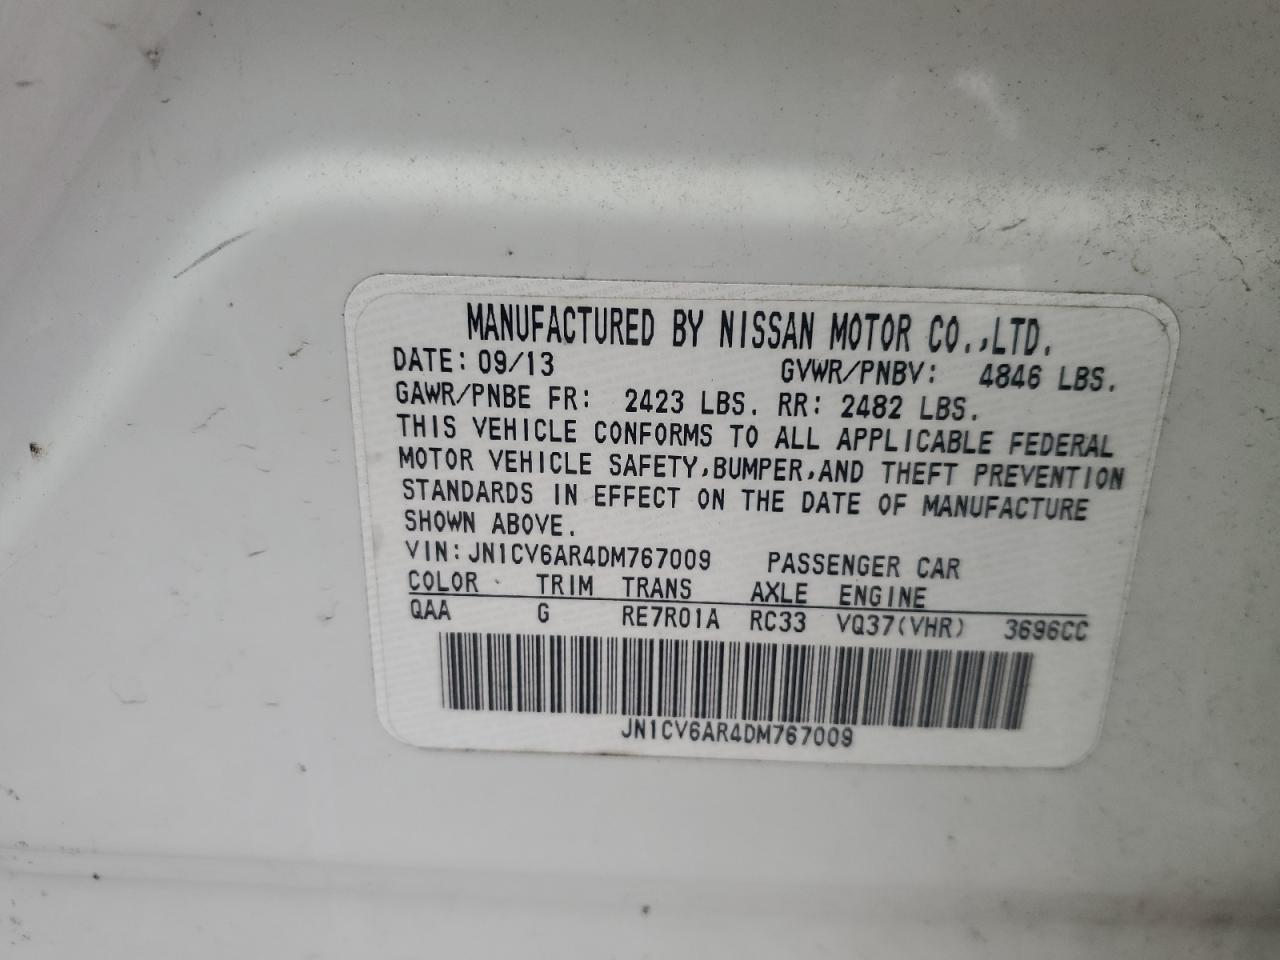 MANUFACTURED BY NISSAN MOTOR CO.,LTD.
DATE: 09/13 GVWR/PNBV: 4846 LBS.
GAWR/PNBE FR: 2423 LBS. RR: 2482 LBS.
THIS VEHICLE CONFORMS TO ALL APPLICABLE FEDERAL
MOTOR VEHICLE SAFETY,BUMPER,AND THEFT PREVENTION
STANDARDS IN EFFECT ON THE DATE OF MANUFACTURE
SHOWN ABOVE.
VIN: JN1CV6AR4DM767009 PASSENGER CAR
COLOR TRIM TRANS AXLE ENGINE
QAA G RE7R01A RC33 VQ37(VHR) 3696CC
JN1CV6AR4DM767009